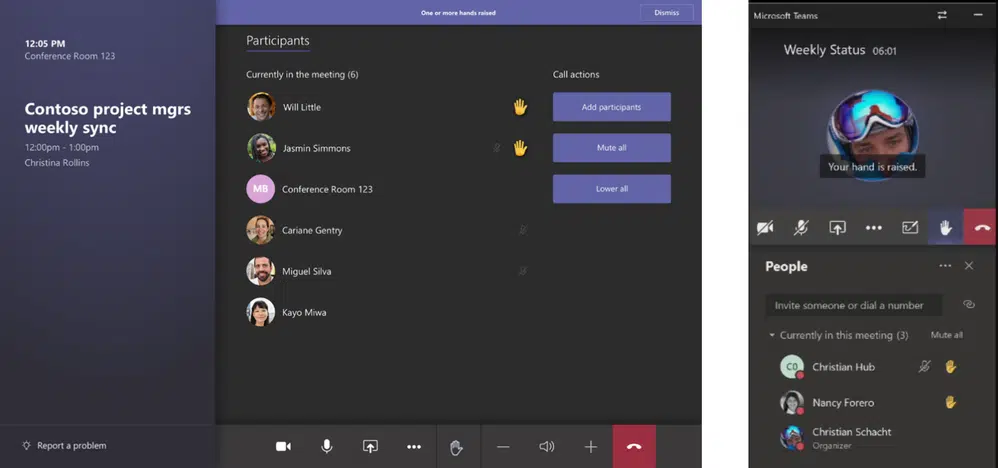 12:05 PM
Conference Room 123
Contoso project mgrs
weekly sync
12:00pm - 1:00pm
Christina Rollins
Report a problem
One or more hands raised
Dismiss
Participants
Currently in the meeting (6)
Call actions
Will Little
Add participants
Jasmin Simmons
Mute all
MB
Conference Room 123
Lower all
Cariane Gentry
Miguel Silva
Kayo Miwa
Microsoft Teams
Weekly Status 06:01
Your hand is raised.
People
Invite someone or dial a number
Currently in this meeting (3)
Mute all
CO
Christian Hub
Nancy Forero
Christian Schacht
Organizer